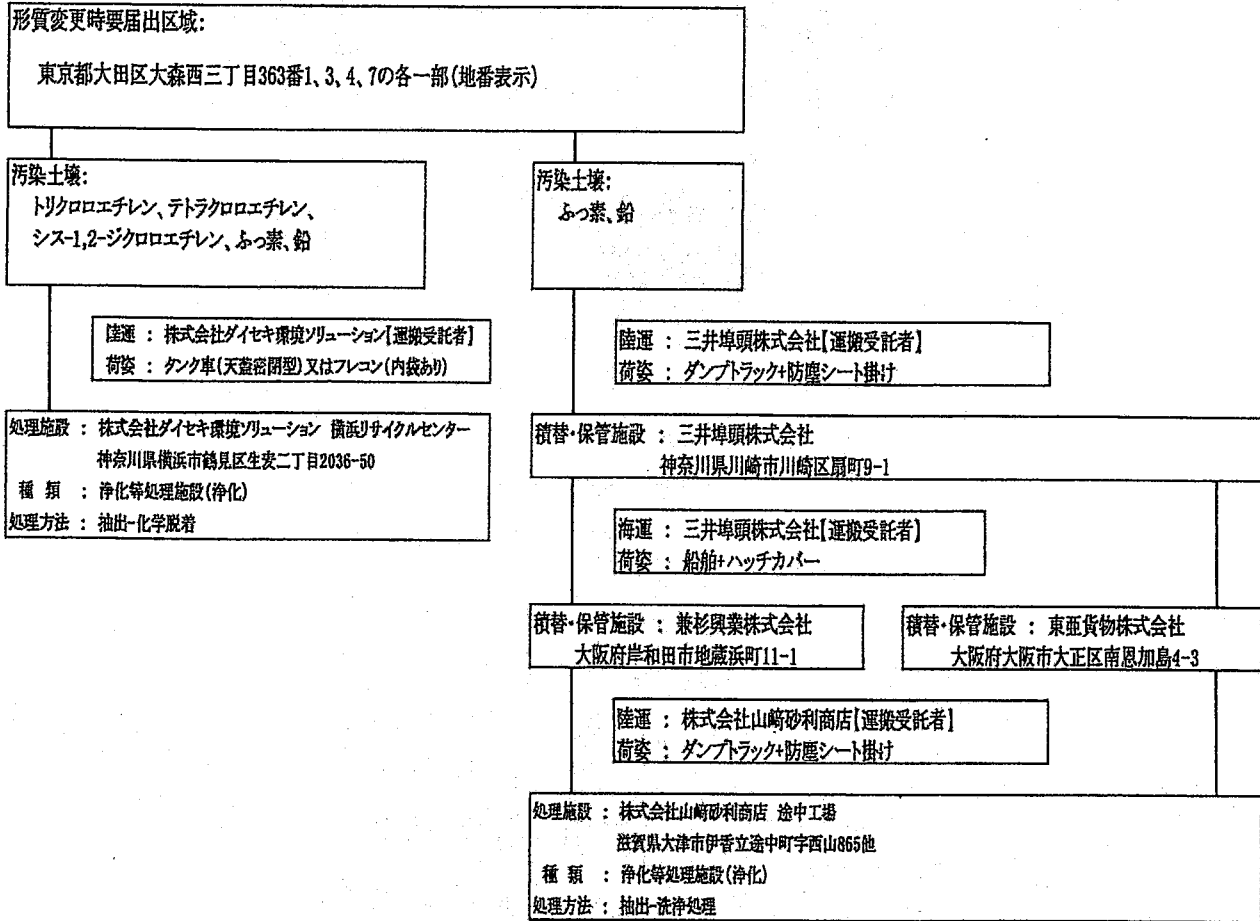 形質変更時要届出区域:
東京都大田区大森西三丁目363番1、3、4、7の各一部(地番表示)
汚染土壌:
トリクロロエチレン、テトラクロロエチレン、
シス-1,2-ジクロロエチレン、ふっ素、鉛
陸運 : 株式会社ダイセキ環境ソリューション【運搬受託者】
荷姿 : タンク車(天蓋密閉型)又はフレコン(内袋あり)
処理施設 : 株式会社ダイセキ環境ソリューション 横浜リサイクルセンター
神奈川県横浜市鶴見区生麦二丁目2036-50
種 類 : 浄化等処理施設(浄化)
処理方法 : 抽出-化学脱着
汚染土壌:
ふっ素、鉛
陸運 : 三井埠頭株式会社【運搬受託者】
荷姿 : ダンプトラック+防塵シート掛け
積替・保管施設 : 三井埠頭株式会社
神奈川県川崎市川崎区扇町9-1
海運 : 三井埠頭株式会社【運搬受託者】
荷姿 : 船舶+ハッチカバー
積替・保管施設 : 兼杉興業株式会社
大阪府岸和田市地蔵浜町11-1
積替・保管施設 : 東亜貨物株式会社
大阪府大阪市大正区南恩加島4-3
陸運 : 株式会社山﨑砂利商店【運搬受託者】
荷姿 : ダンプトラック+防塵シート掛け
処理施設 : 株式会社山﨑砂利商店 途中工場
滋賀県大津市伊香立途中町字西山865他
種 類 : 浄化等処理施設(浄化)
処理方法 : 抽出-洗浄処理